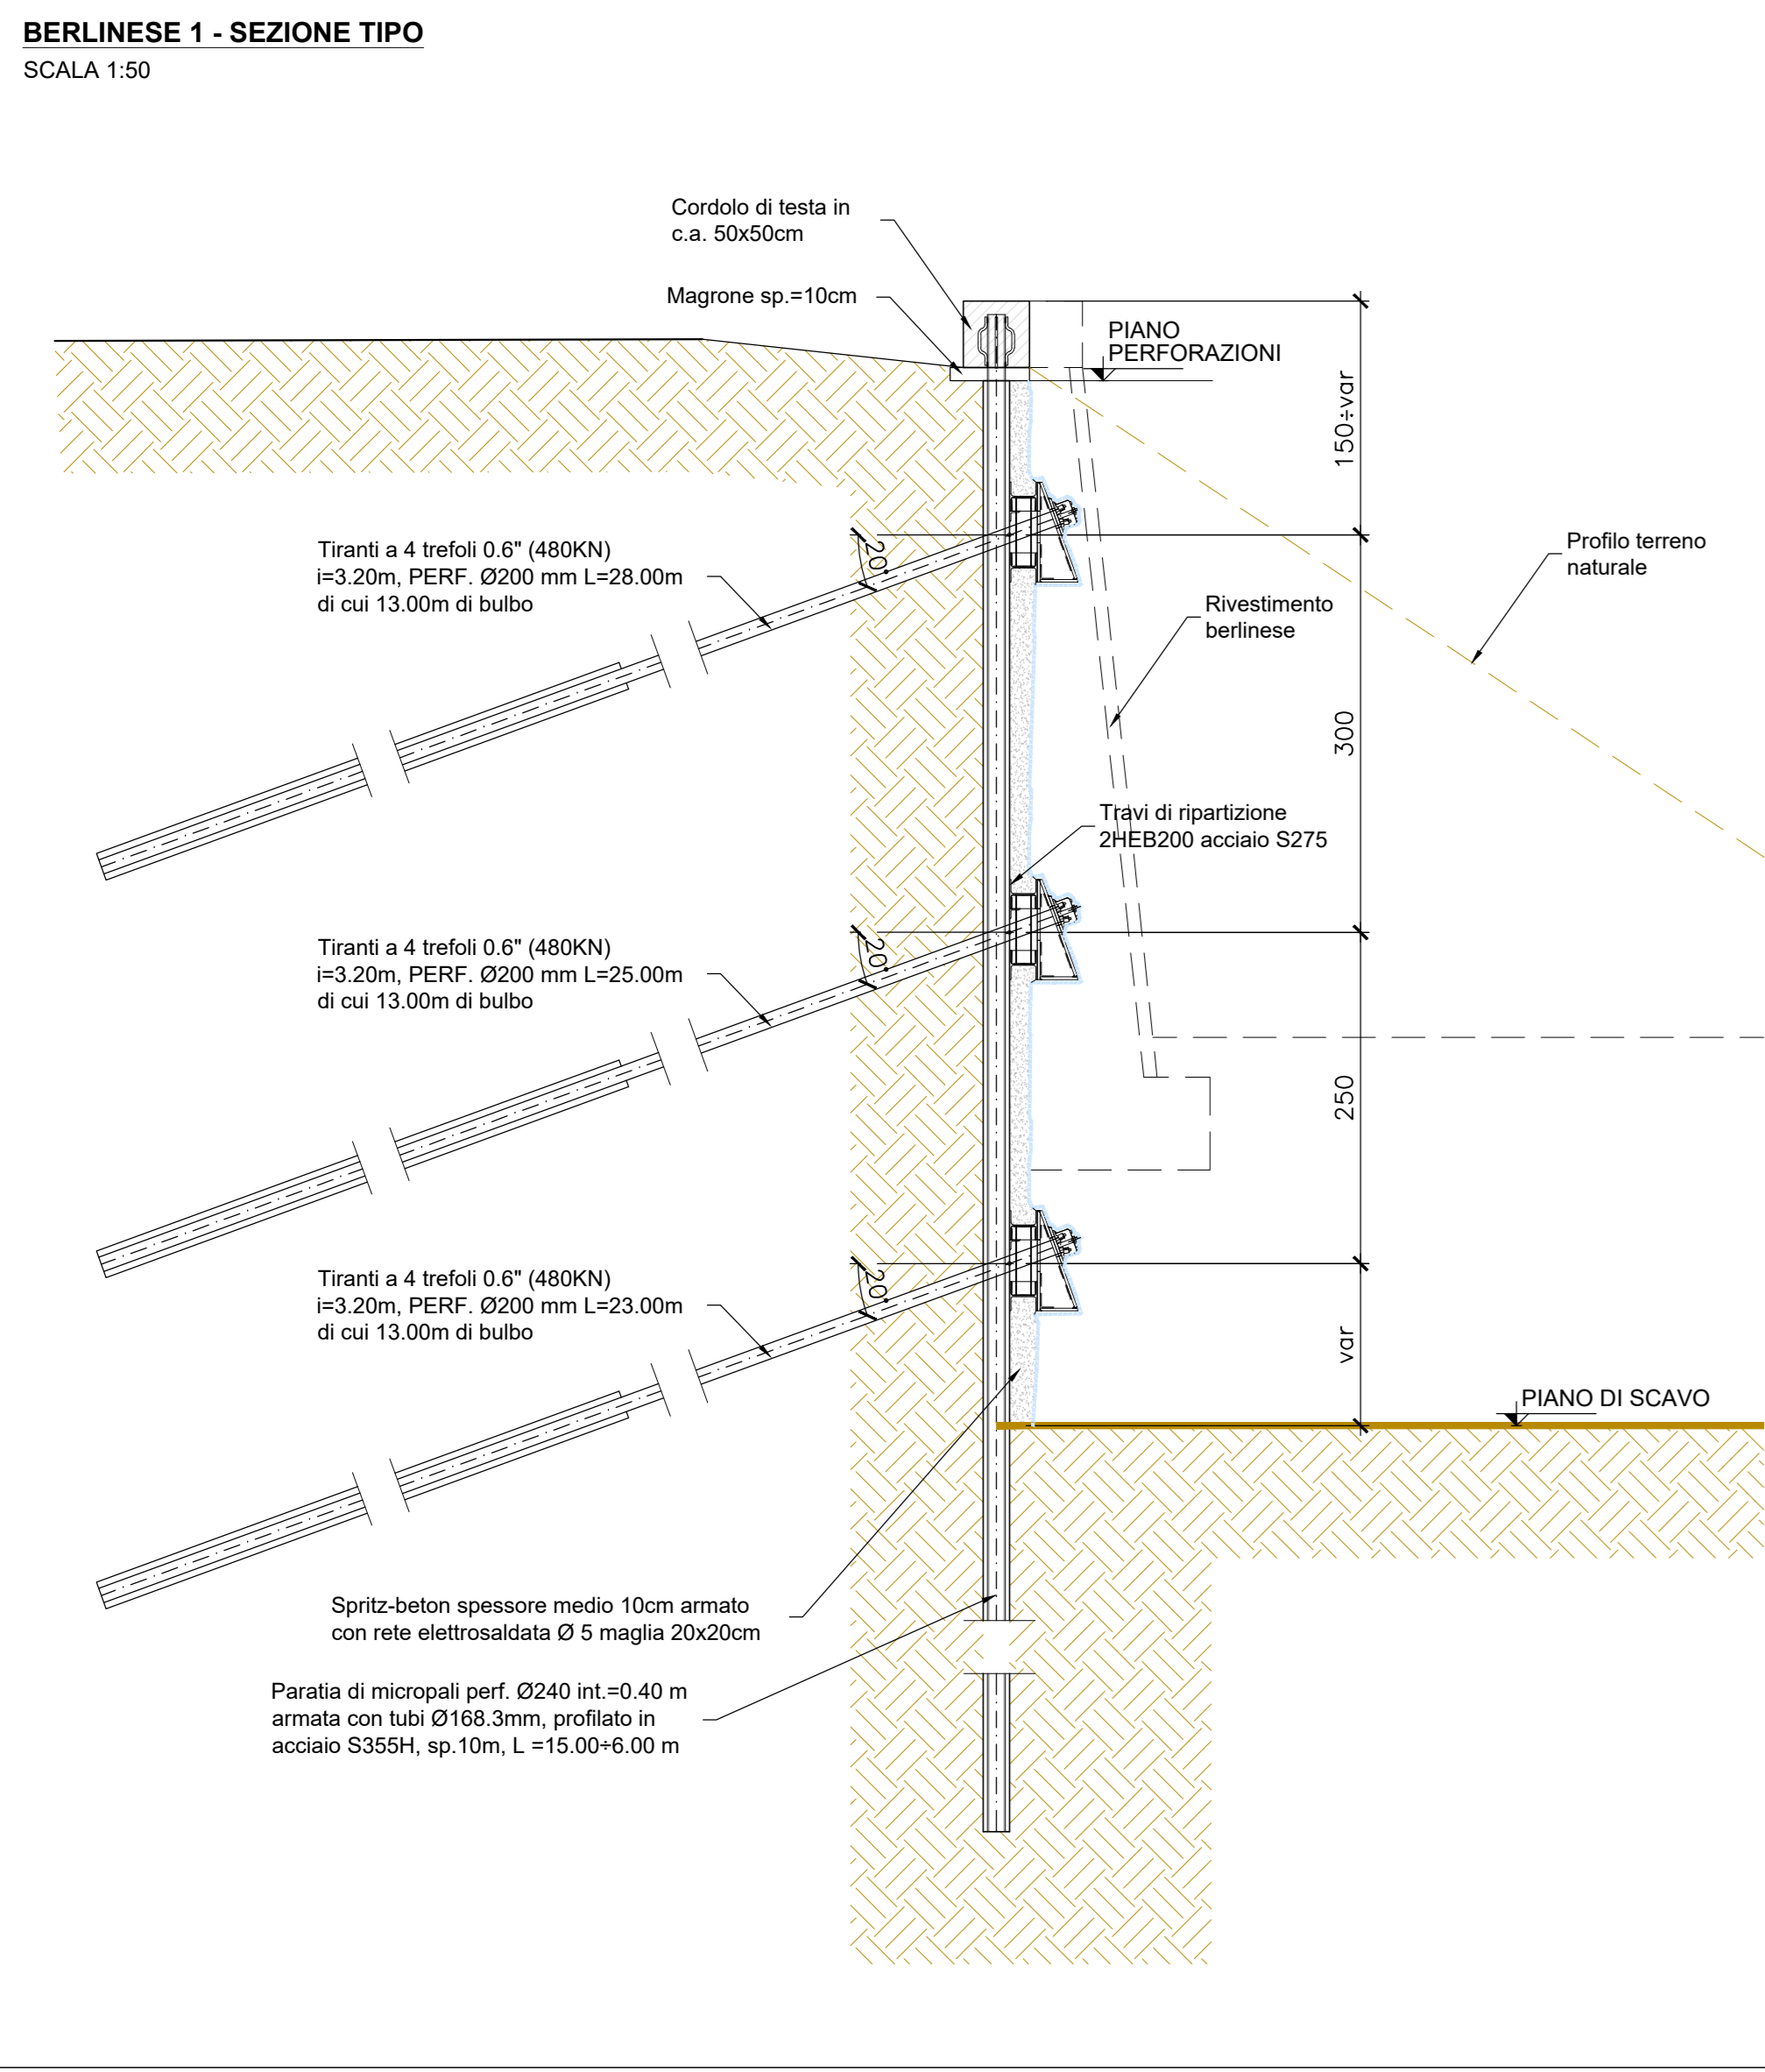 BERLINESE 1 - SEZIONE TIPO
SCALA 1:50
Cordolo di testa in
c.a. 50x50cm
Magrone sp.=10cm
PIANO
PERFORAZIONI
150÷var
Tiranti a 4 trefoli 0.6" (480KN)
i=3.20m, PERF. Ø200 mm L=28.00m
di cui 13.00m di bulbo
20°
Profilo terreno
naturale
Rivestimento
berlinese
300
Travi di ripartizione
2HEB200 acciaio S275
Tiranti a 4 trefoli 0.6" (480KN)
i=3.20m, PERF. Ø200 mm L=25.00m
di cui 13.00m di bulbo
20°
250
Tiranti a 4 trefoli 0.6" (480KN)
i=3.20m, PERF. Ø200 mm L=23.00m
di cui 13.00m di bulbo
20°
var
PIANO DI SCAVO
Spritz-beton spessore medio 10cm armato
con rete elettrosaldata Ø 5 maglia 20x20cm
Paratia di micropali perf. Ø240 int.=0.40 m
armata con tubi Ø168.3mm, profilato in
acciaio S355H, sp.10m, L =15.00÷6.00 m